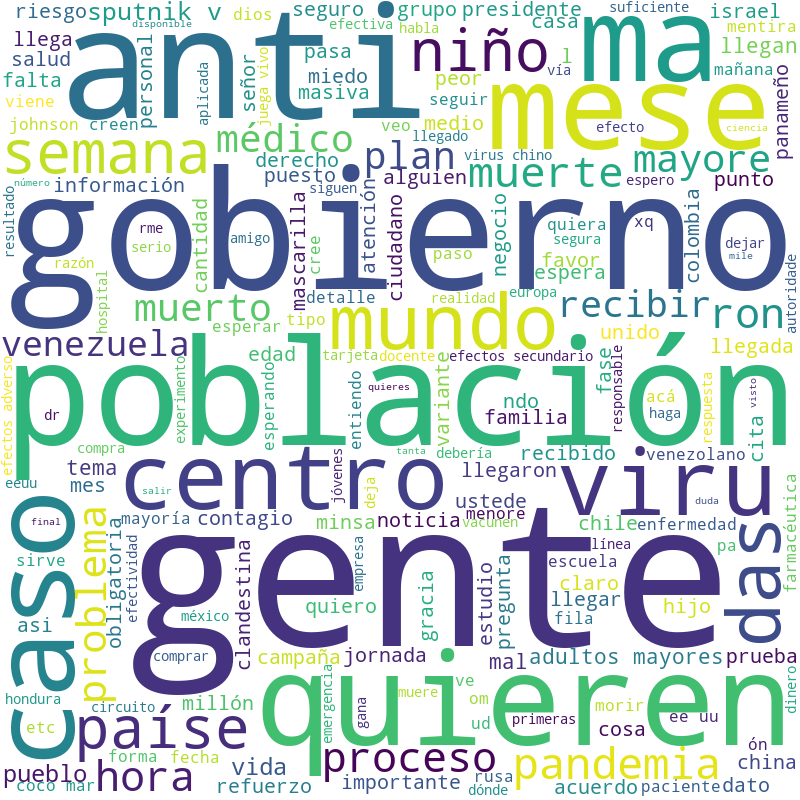 riesgo sputnik v dios seguro grupo presidente suficiente israel
disponible efectiva habla casa mentira
llega anti niño ma llegan
salud personal señor juega vivo pasa l vía mañana
falta aplicada miedo peor
viene masiva seguir mese
johnson creen médico veo medio llegado efecto ciencia panameño
semana derecho plan virus chino muerte mayore
información puesto siguen alguien espero punto
número
resultado gobierno
rme mascarilla atención ciudadano negocio quiera xq colombia dejar
serio cantidad amigo cree paso segura mile
razón favor
hospital detalle realidad espera autoridade
muerto tipo mundo europa recibir ron
esperar unido
venezuela edad tarjeta docente efectos secundario fase responsable llegada
efectos adverso población
dr experimento esperando quieres variante ndo acá respuesta visto
entiendo familia haga cita
compra tanta debería recibido venezolano
eeuu tema centro llegaron viru farmacéutica
mes salir jóvenes deja ustede duda
caso final mayoría contagio minsa noticia menore vacunen chile enfermedad das
problema obligatoria efectividad empresa línea pa
sirve clandestina gente estudio pregunta escuela claro
asi méxico quiero gracia fila llegar hijo
comprar campaña jornada mal adultos mayores prueba
hondura quieren
etc circuito país e millón emergencia muere gana ve om ud primeras morir ee uu dinero
cosa ón
pueblo hora forma fecha proceso pandemia china
coco mar vida refuerzo importante rusa dónde acuerdo paciente dato